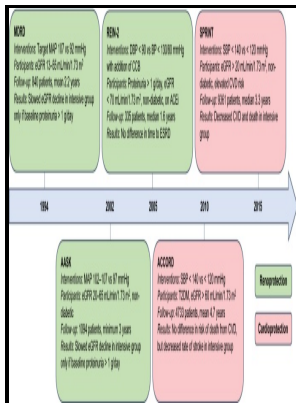 MDRD
Interventions: Target MAP 107 vs 92 mmHg
Participants: eGFR 13–55 mL/min/1.73 m²
Follow-up: 840 patients, mean 2.2 years
Results: Slowed eGFR decline in intensive group
only if baseline proteinuria > 1 g/day
REIN-2
Interventions: DBP < 90 vs BP < 130/80 mmHg
with addition of CCB
Participants: Proteinuria > 1 g/day, eGFR
< 70 mL/min/1.73 m², non-diabetic, on ACEi
Follow-up: 335 patients, median 1.6 years
Results: No difference in time to ESRD
SPRINT
Interventions: SBP < 140 vs < 120 mmHg
Participants: eGFR > 20 mL/min/1.73 m², non-
diabetic, elevated CVD risk
Follow-up: 9361 patients, median 3.3 years
Results: Decreased CVD and death in intensive
group
1994
2002
2005
2010
2015
AASK
Interventions: MAP 102–107 vs 97 mmHg
Participants: eGFR 20–65 mL/min/1.73 m², non-
diabetic
Follow-up: 1094 patients, minimum 3 years
Results: Slowed eGFR decline in intensive group
only if baseline proteinuria > 1 g/day
ACCORD
Interventions: SBP < 140 vs < 120 mmHg
Participants: T2DM, eGFR > 60 mL/min/1.73 m²
Follow-up: 4733 patients, mean 4.7 years
Results: No difference in risk of death from CVD,
but decreased rate of stroke in intensive group
Renoprotection
Cardioprotection